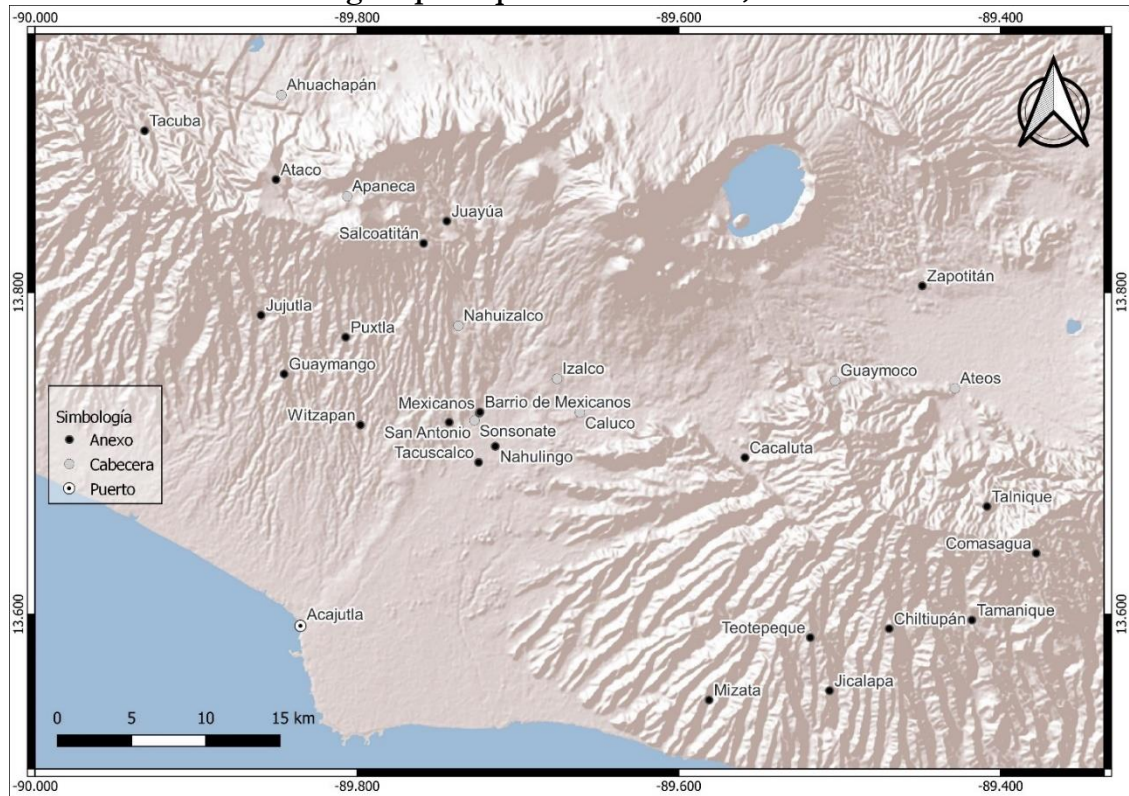 -90.000
-89.800
-89.600
-89.400
Ahuachapán
Tacuba
Ataco
Apaneca
Juayúa
Salcoatitán
13.800
13.800
Zapotitán
Jujutla
Puxtla
Nahuizalco
Guaymango
Izalco
Guaymoco
Ateos
Simbología
Anexo
Cabecera
Puerto
Witzapan
Mexicanos
Barrio de Mexicanos
Caluco
San Antonio
Sonsonate
Tacuscalco
Nahulingo
Cacaluta
Talnique
Comasagua
13.600
13.600
Acajutla
Teotepeque
Chiltiupán
Tamanique
Jicalapa
Mizata
0 5 10 15 km
-90.000
-89.800
-89.600
-89.400